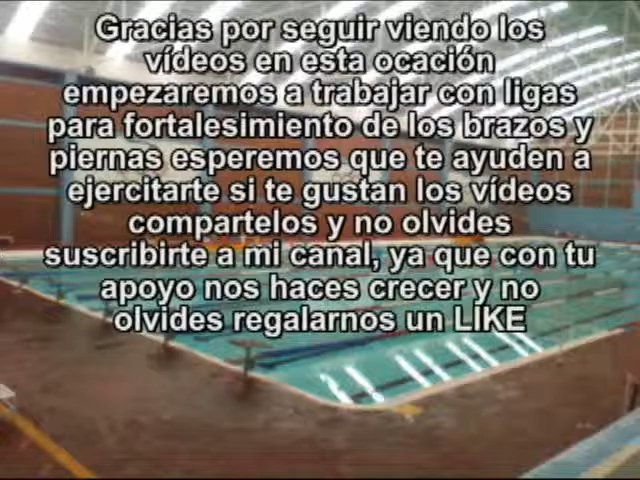 Gracias por seguir viendo los
vídeos en esta ocación
empezaremos a trabajar con ligas
para fortalesimiento de los brazos y
piernas esperemos que te ayuden a
ejercitarte si te gustan los vídeos
compartelos y no olvides
suscribirte a mi canal, ya que con tu
apoyo nos haces crecer y no
olvides regalarnos un LIKE